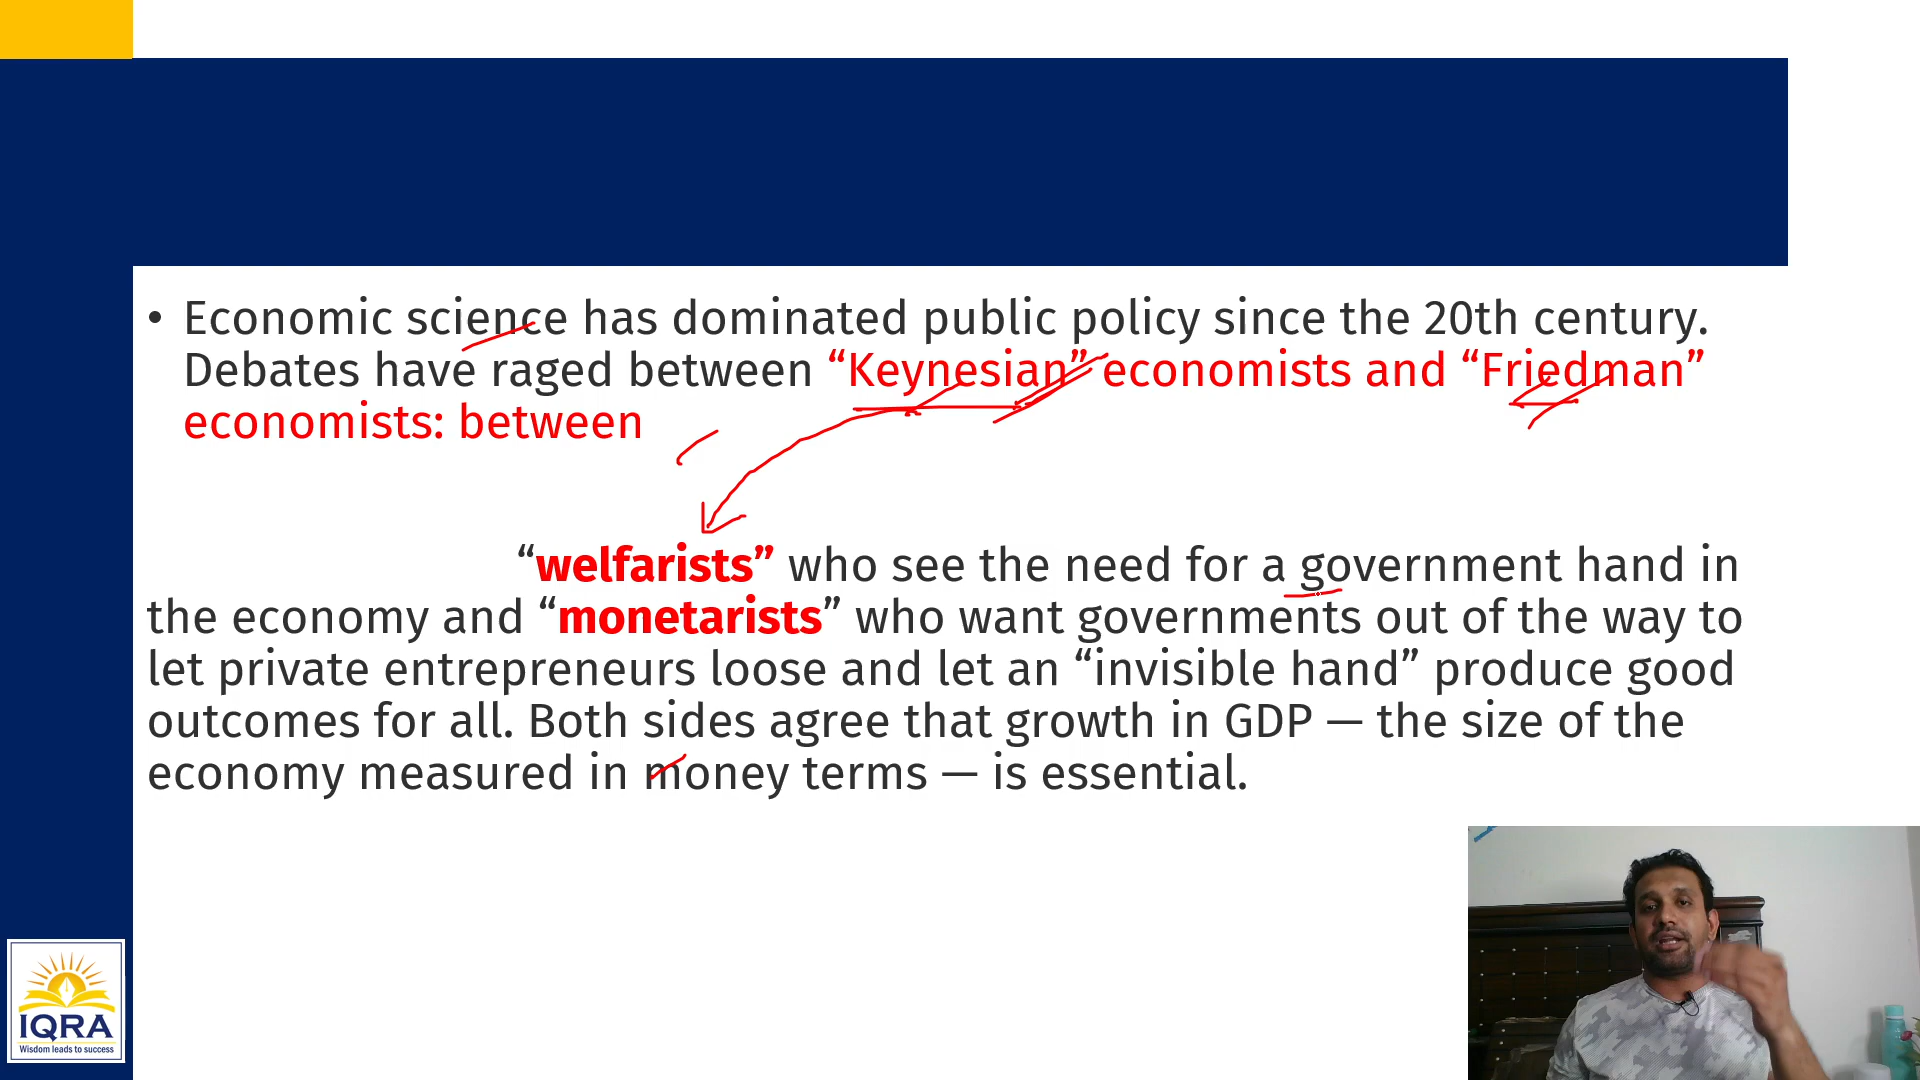 • Economic science has dominated public policy since the 20th century.
Debates have raged between “Keynesian” economists and “Friedman”
economists: between
“welfarists” who see the need for a government hand in
the economy and “monetarists” who want governments out of the way to
let private entrepreneurs loose and let an “invisible hand” produce good
outcomes for all. Both sides agree that growth in GDP — the size of the
economy measured in money terms — is essential.
IQRA
Wisdom leads to success